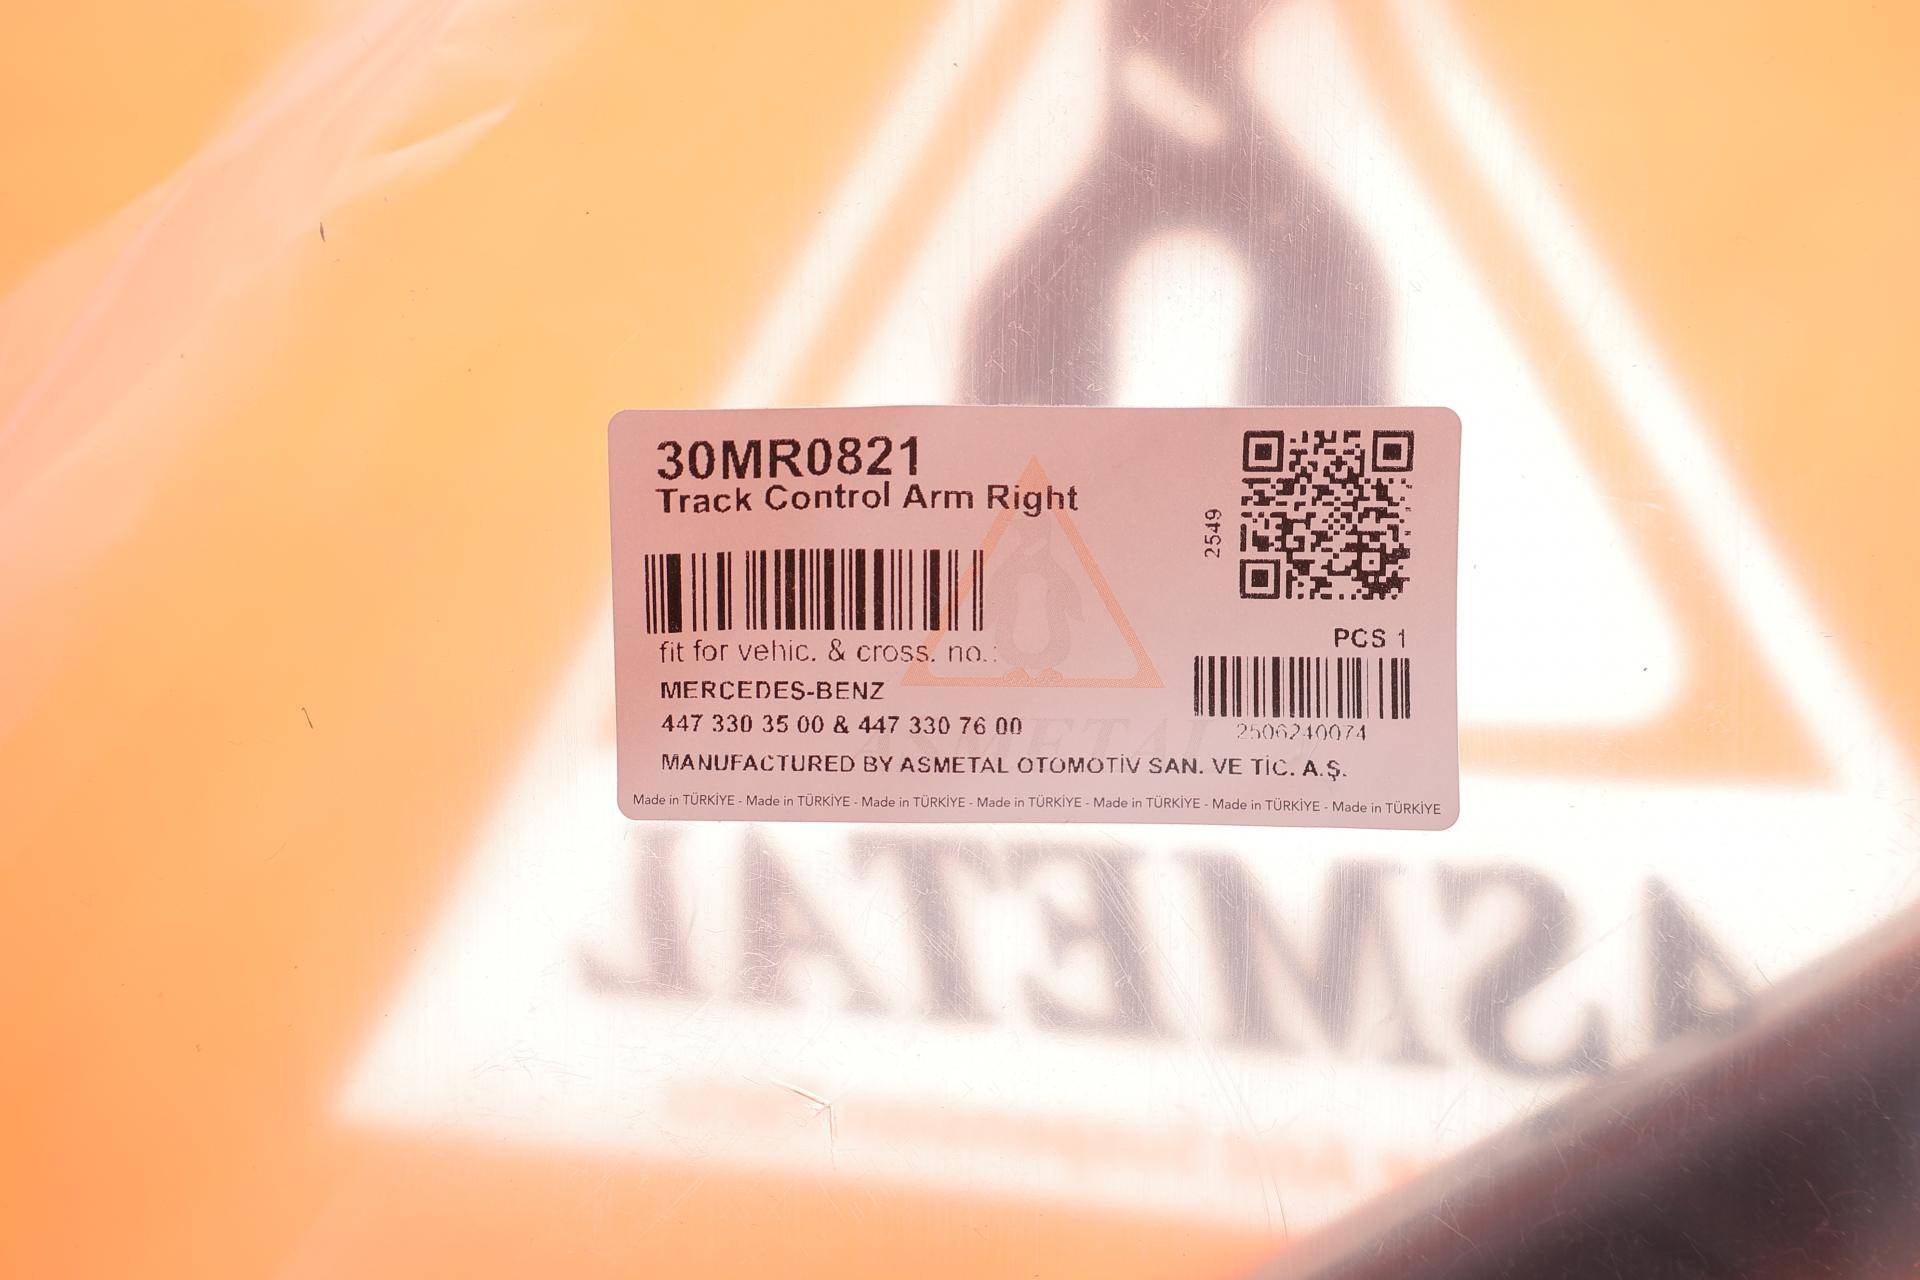 30MR0821
Track Control Arm Right
2549
fit for vehic. & cross. no.:
PCS 1
MERCEDES-BENZ
447 330 35 00 & 447 330 76 00
2506240074
MANUFACTURED BY ASMETAL OTOMOTİV SAN. VE TİC. A.Ş.
Made in TÜRKİYE - Made in TÜRKİYE - Made in TÜRKİYE - Made in TÜRKİYE - Made in TÜRKİYE - Made in TÜRKİYE - Made in TÜRKİYE
ASMETAL
ASMETAL